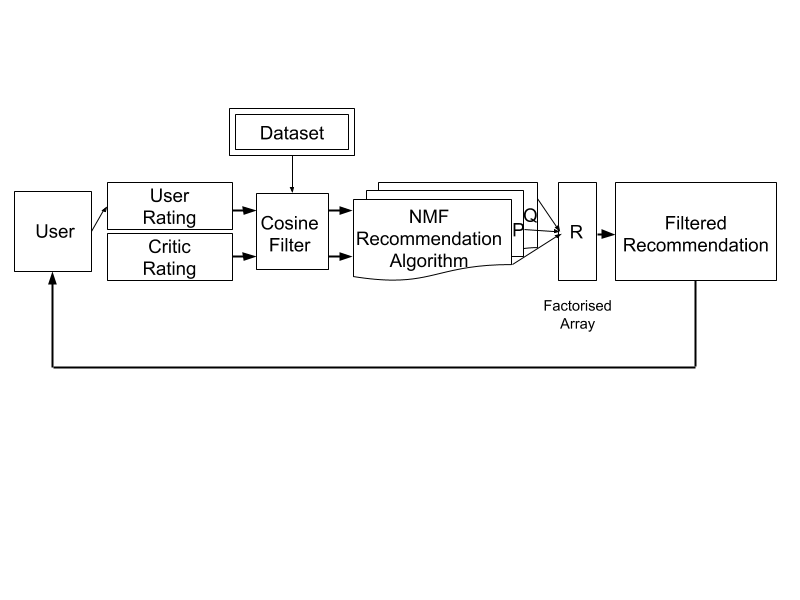 Dataset
User
User
Rating
Critic
Rating
Cosine
Filter
NMF
Recommendation
Algorithm
P
Q
R
Filtered
Recommendation
Factorised
Array